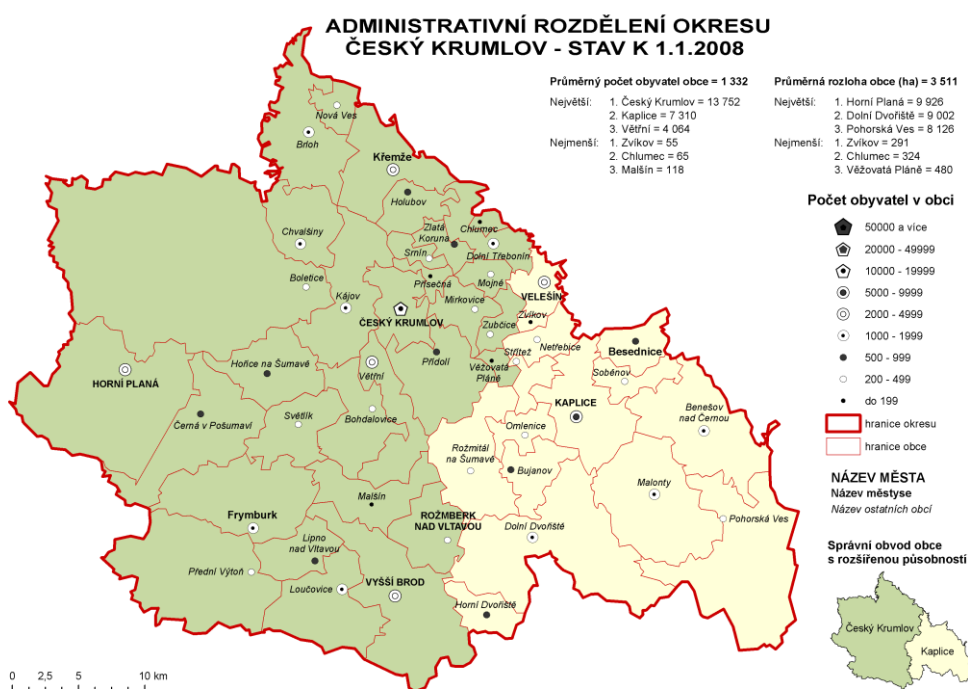 ADMINISTRATIVNÍ ROZDĚLENÍ OKRESU
ČESKÝ KRUMLOV - STAV K 1.1.2008
Průměrný počet obyvatel obce = 1 332
Největší: 1. Český Krumlov = 13 752
2. Kaplice = 7 310
3. Větřní = 4 064
Nejmenší: 1. Zvíkov = 55
2. Chlumec = 65
3. Malšín = 118
Průměrná rozloha obce (ha) = 3 511
Největší: 1. Horní Planá = 9 926
2. Dolní Dvořiště = 9 002
3. Pohorská Ves = 8 126
Nejmenší: 1. Zvíkov = 291
2. Chlumec = 324
3. Věžovatá Pláně = 480
Počet obyvatel v obci
50000 a více
20000 - 49999
10000 - 19999
5000 - 9999
2000 - 4999
1000 - 1999
500 - 999
200 - 499
do 199
hranice okresu
hranice obce
NÁZEV MĚSTA
Název městyse
Název ostatních obcí
Správní obvod obce
s rozšířenou působností
Český Krumlov
Kaplice
Nová Ves
Brloh
Křemže
Holubov
Chvalšiny
Zlatá
Koruna
Chlumec
Srnín
Dolní Třebonín
Boletice
Přísečná
Mojné
Kájov
Mirkovice
VELEŠÍN
ČESKÝ KRUMLOV
Zvíkov
Zubčice
Netřebice
Besednice
Střítež
Přídolí
Věžovatá
Pláně
Soběnov
Hořice na Šumavě
Větřní
HORNÍ PLANÁ
KAPLICE
Benešov
nad Černou
Černá v Pošumaví
Světlík
Bohdalovice
Omlenice
Rožmitál
na Šumavě
Bujanov
Malonty
Malšín
Frymburk
ROŽMBERK
NAD VLTAVOU
Pohorská Ves
Dolní Dvořiště
Lipno
nad Vltavou
Přední Výtoň
Loučovice
VYŠŠÍ BROD
Horní Dvořiště
0 2,5 5 10 km